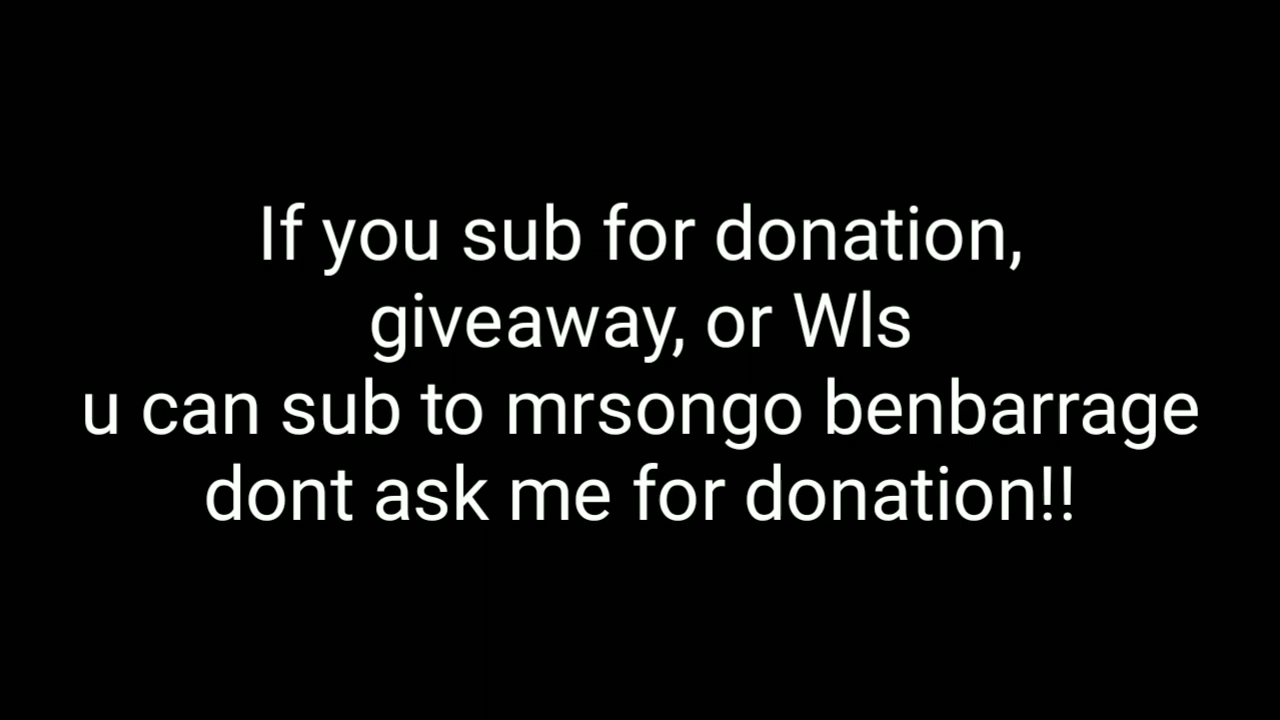 If you sub for donation,
giveaway, or Wls
u can sub to mrsongo benbarrage
dont ask me for donation!!